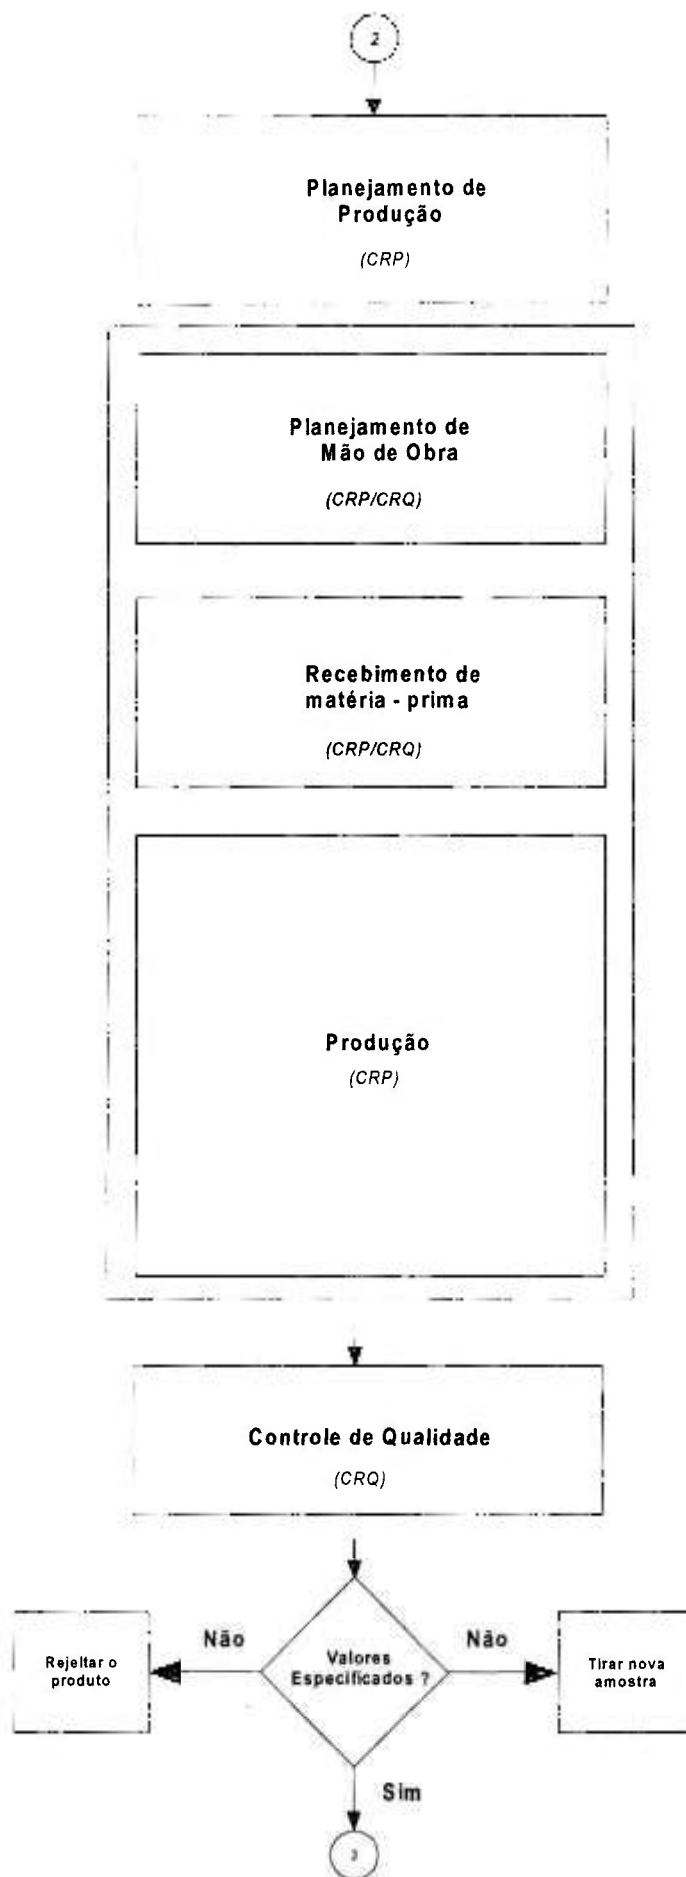 2
Planejamento de
Produção
(CRP)
Planejamento de
Mão de Obra
(CRP/CRQ)
Recebimento de
matéria - prima
(CRP/CRQ)
Produção
(CRP)
Controle de Qualidade
(CRQ)
Não
Não
Rejeitar o
produto
Valores
Especificados ?
Tirar nova
amostra
Sim
3